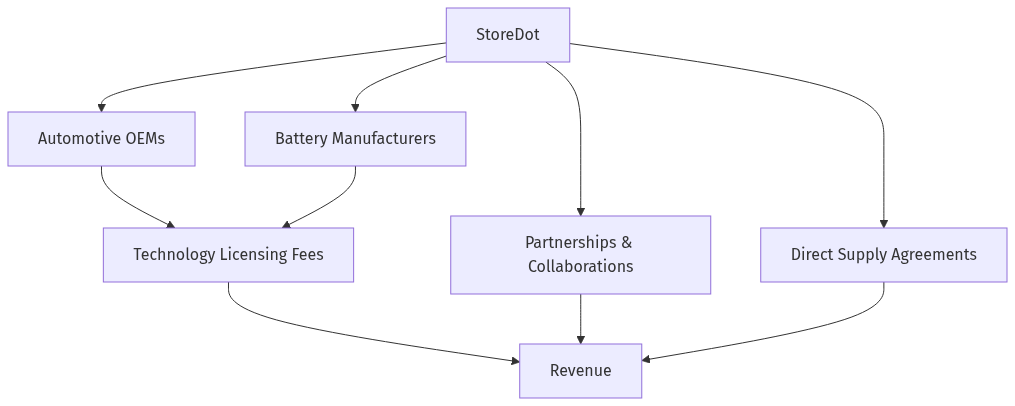 StoreDot
Automotive OEMs
Battery Manufacturers
Technology Licensing Fees
Partnerships &
Collaborations
Direct Supply Agreements
Revenue